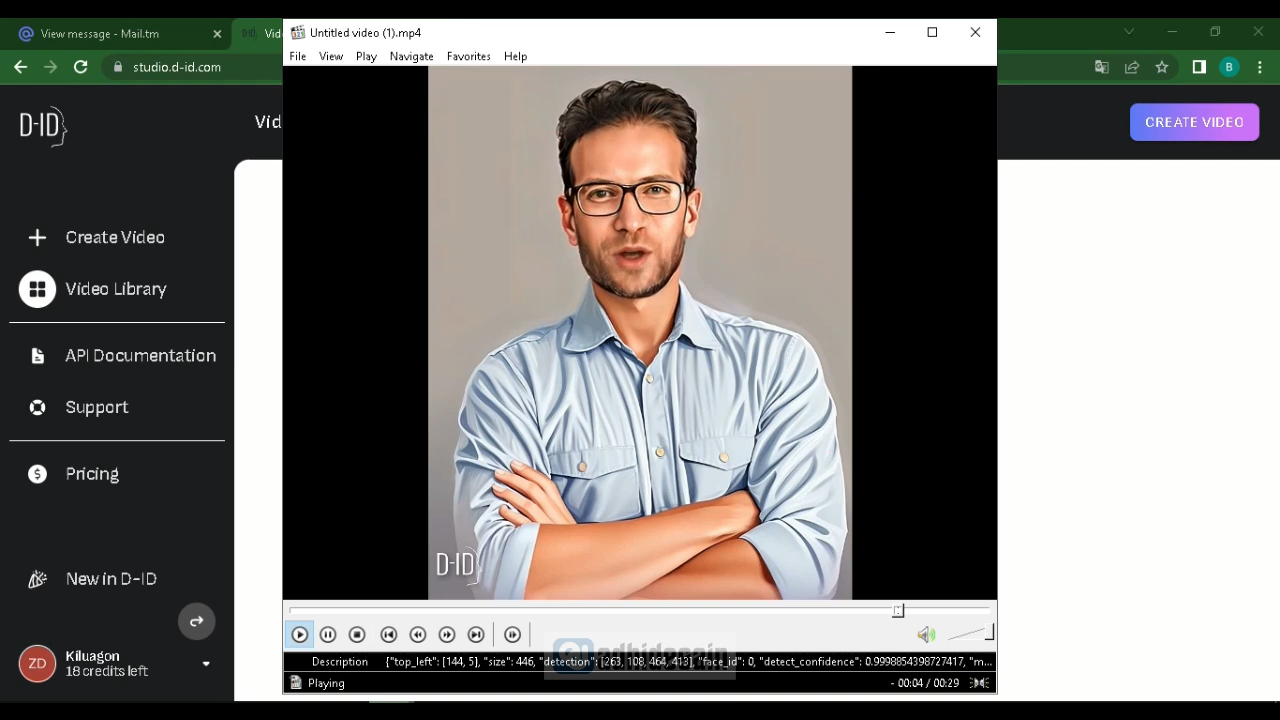 View message - Mail.tm
Vid
Untitled video (1).mp4
studio.d-id.com
B
File View Play Navigate Favorites Help
D-ID
Vid
CREATE VIDEO
Create Video
Video Library
API Documentation
Support
Pricing
New in D-ID
ZD
Kiluagon
18 credits left
D-ID
adhidesain
Description {"top_left": [144, 5], "size": 446, "detection": [263, 108, 464, 413], "face_id": 0, "detect_confidence": 0.9998854398727417, "m...
Playing
- 00:04 / 00:29